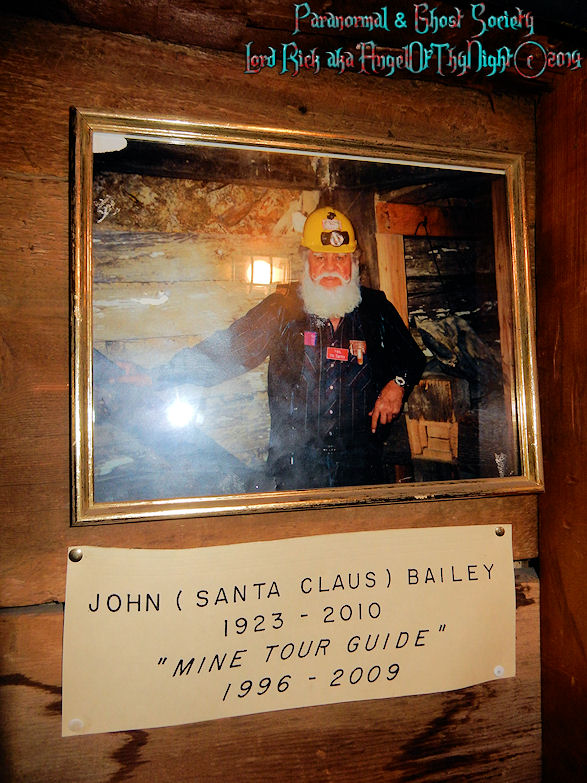 Paranormal & Ghost Society
Lord Rick aka AngelOfThyNight©2014
JOHN (SANTA CLAUS) BAILEY
1923 - 2010
"MINE TOUR GUIDE"
1996 - 2009